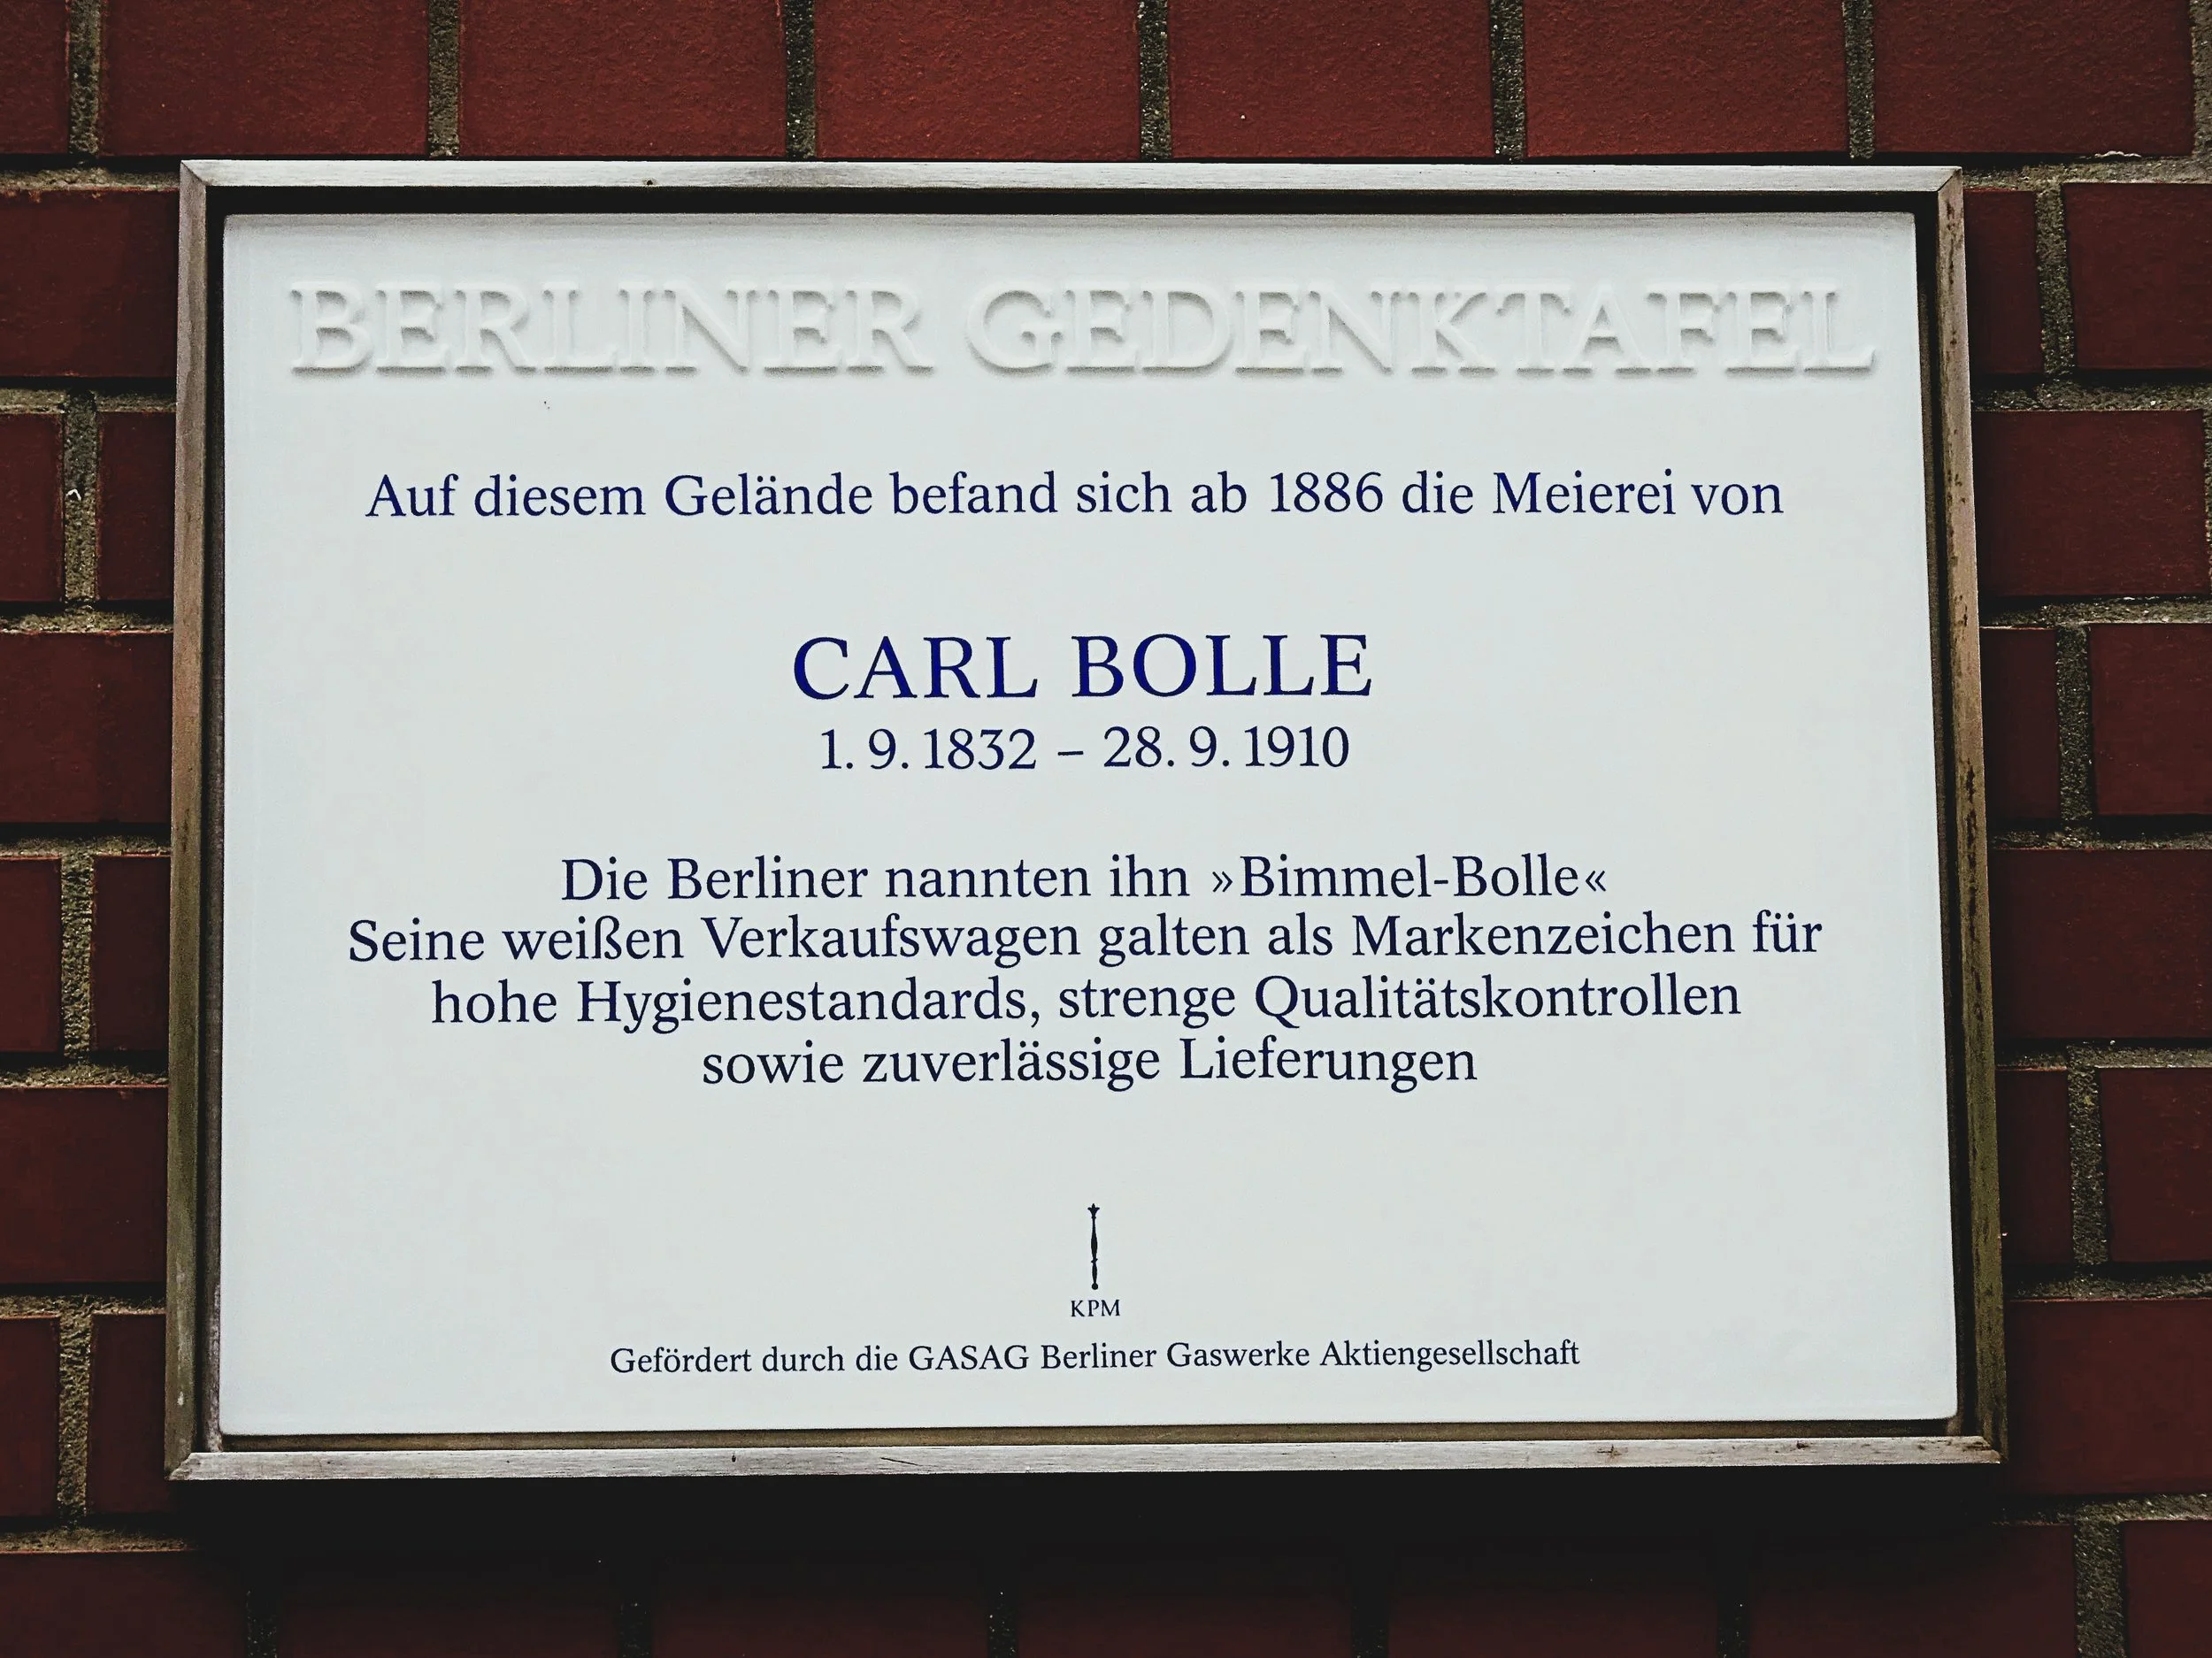 BERLINER GEDENKTAFEL
Auf diesem Gelände befand sich ab 1886 die Meierei von
CARL BOLLE
1. 9. 1832 – 28. 9. 1910
Die Berliner nannten ihn »Bimmel-Bolle«
Seine weißen Verkaufswagen galten als Markenzeichen für
hohe Hygienestandards, strenge Qualitätskontrollen
sowie zuverlässige Lieferungen
KPM
Gefördert durch die GASAG Berliner Gaswerke Aktiengesellschaft